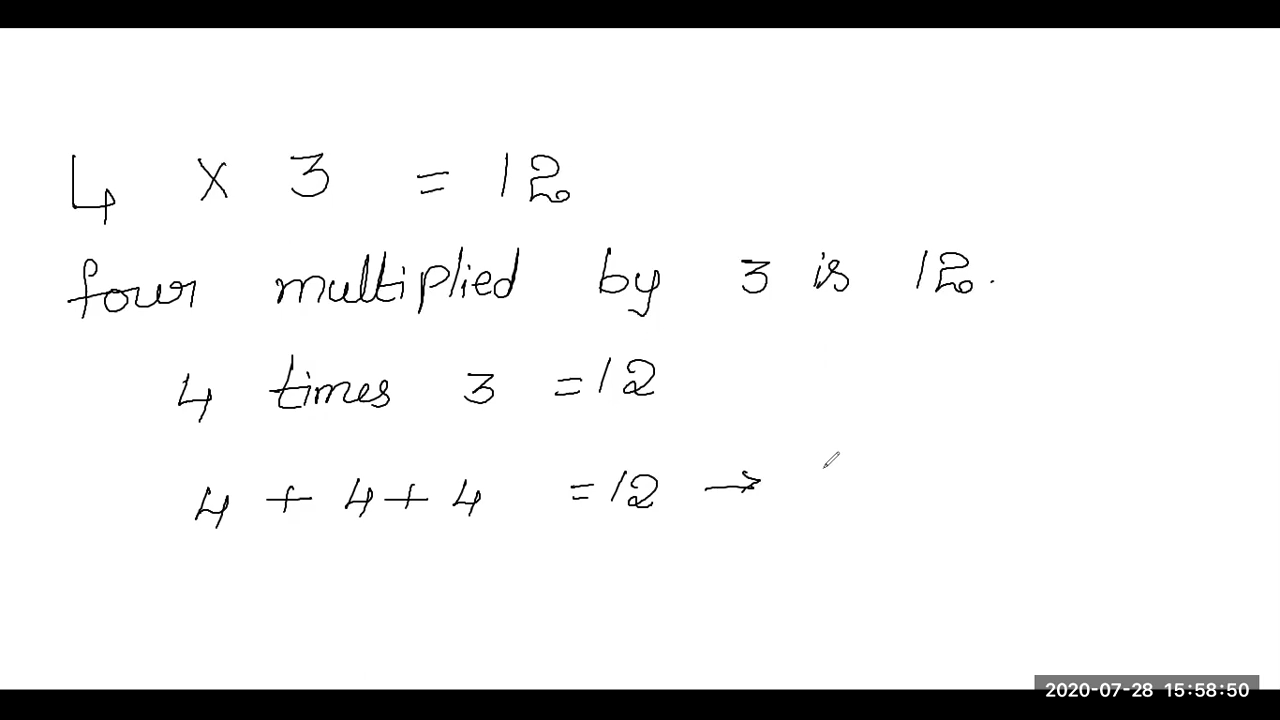 4 x 3 = 12
four multiplied by 3 is 12.
4 times 3 = 12
4 + 4 + 4 = 12 →
2020-07-28 15:58:50